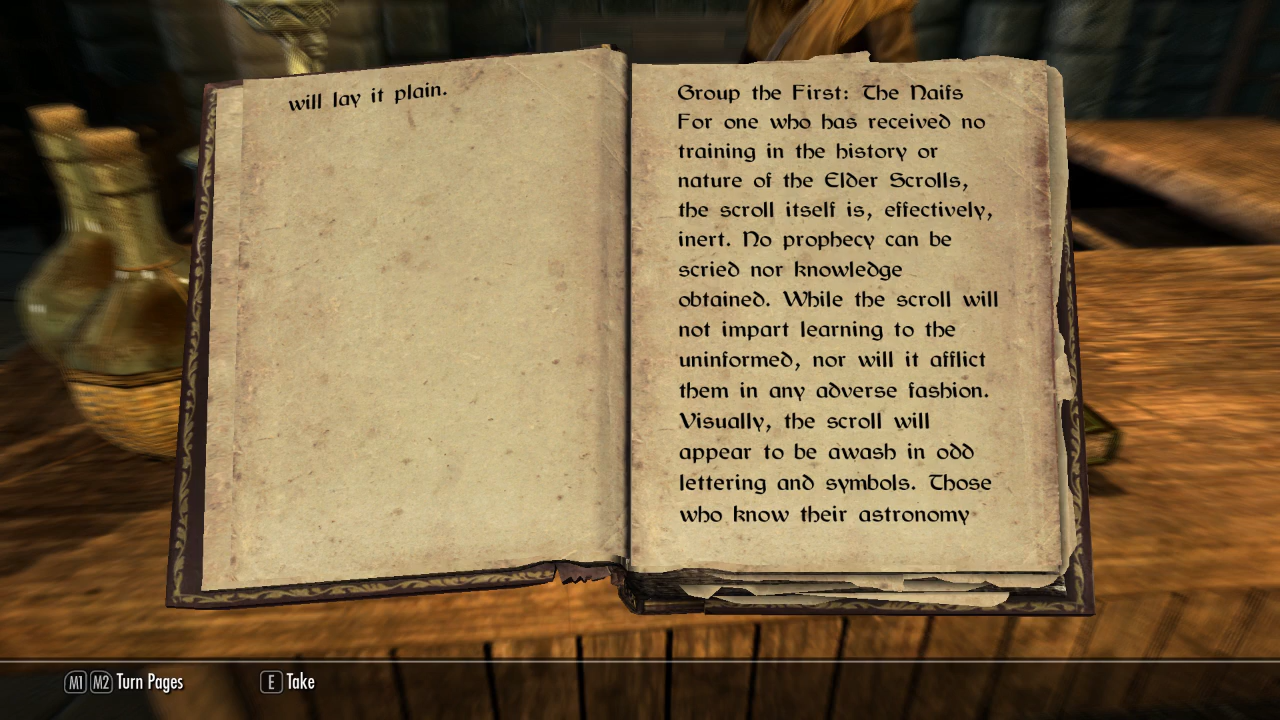 will lay it plain.
Group the First: The Naifs
For one who has received no
training in the history or
nature of the Elder Scrolls,
the scroll itself is, effectively,
inert. No prophecy can be
scried nor knowledge
obtained. While the scroll will
not impart learning to the
uninformed, nor will it afflict
them in any adverse fashion.
Visually, the scroll will
appear to be awash in odd
lettering and symbols. Those
who know their astronomy
M1 M2 Turn Pages
E Take